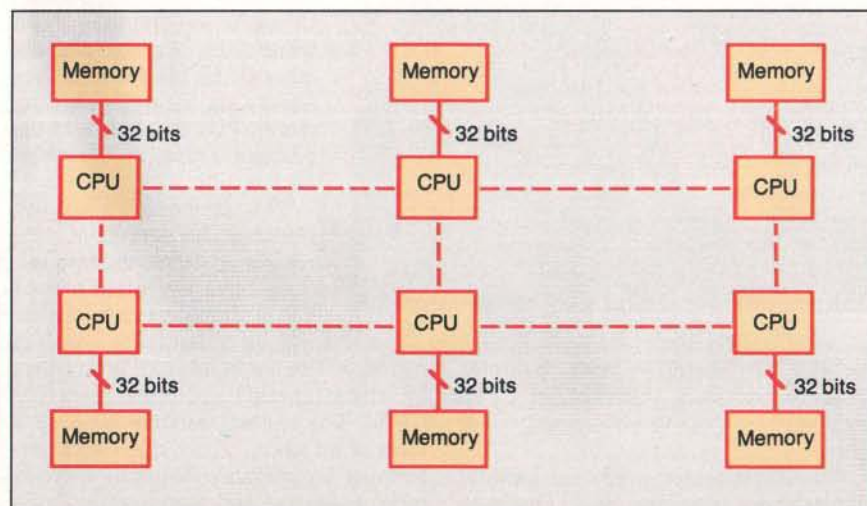 Memory Memory Memory
32 bits 32 bits 32 bits
CPU CPU CPU
CPU CPU CPU
32 bits 32 bits 32 bits
Memory Memory Memory